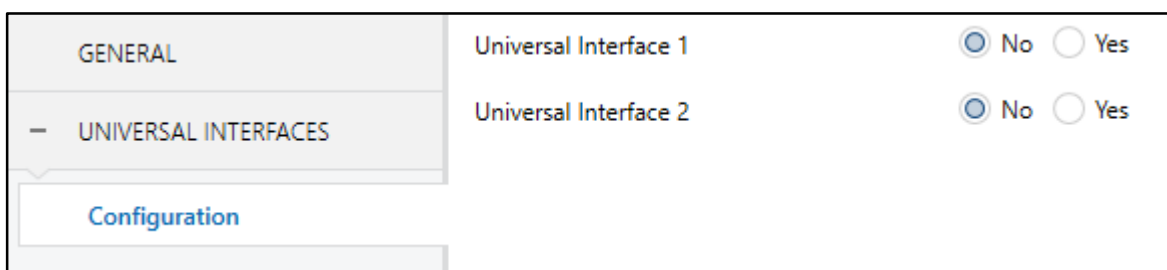 GENERAL
− UNIVERSAL INTERFACES
Configuration
Universal Interface 1 No Yes
Universal Interface 2 No Yes